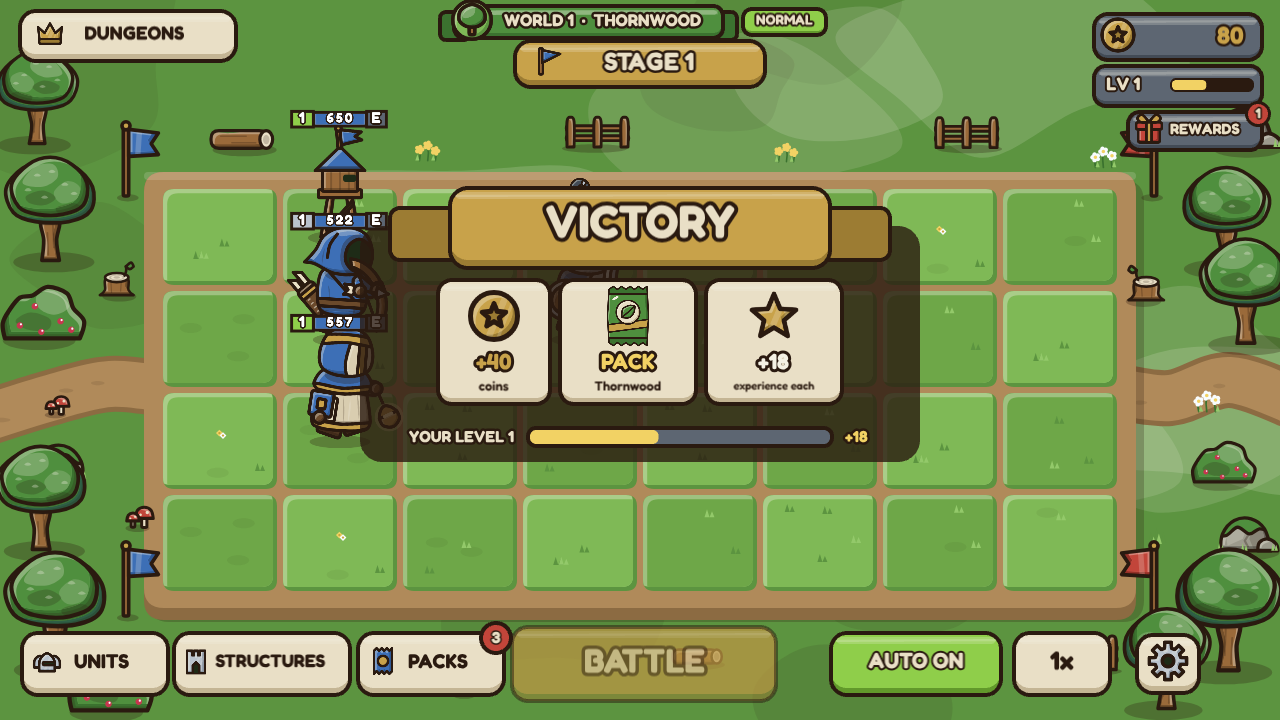 DUNGEONS
WORLD 1 • THORNWOOD
NORMAL
STAGE 1
80
LV 1
REWARDS
1
1 650 E
1 522 E
1 557 E
VICTORY
+40
coins
PACK
Thornwood
+18
experience each
YOUR LEVEL 1
+18
UNITS
STRUCTURES
PACKS
3
BATTLE
AUTO ON
1x